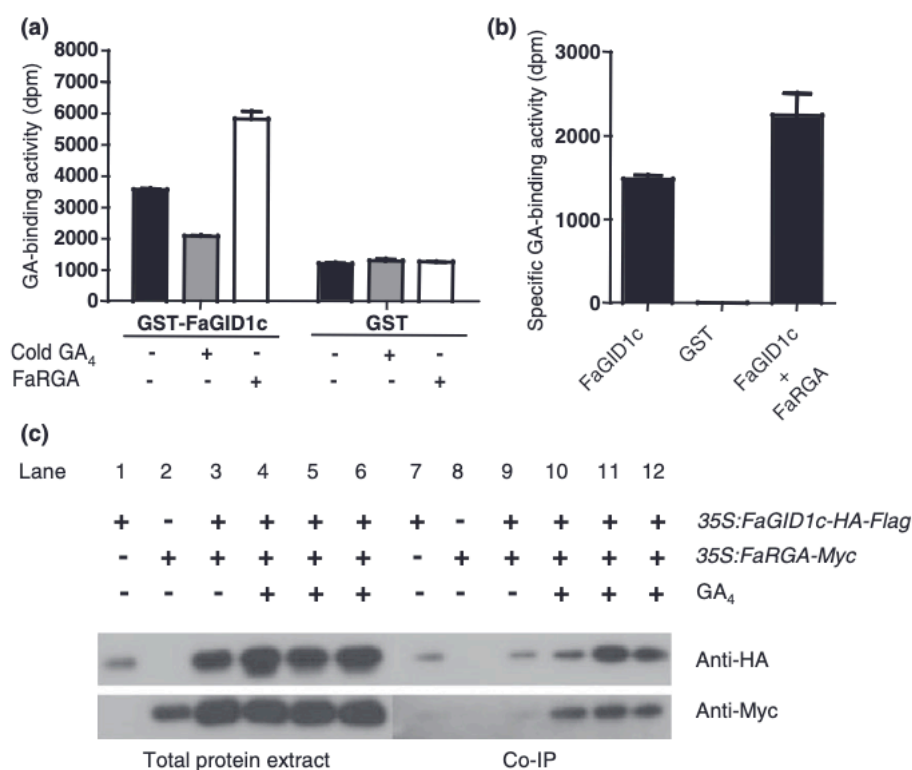 (a)
8000
7000
6000
5000
4000
3000
2000
1000
0
GA-binding activity (dpm)
GST-FaGID1c GST
Cold GA₄ - + - - + -
FaRGA - - + - - +
(b)
3000
2000
1000
0
Specific GA-binding activity (dpm)
FaGID1c
GST
FaGID1c
+
FaRGA
(c)
Lane 1 2 3 4 5 6 7 8 9 10 11 12
+ - + + + + + - + + + + 35S:FaGID1c-HA-Flag
- + + + + + - + + + + + 35S:FaRGA-Myc
- - - + + + - - - + + + GA₄
Anti-HA
Anti-Myc
Total protein extract Co-IP